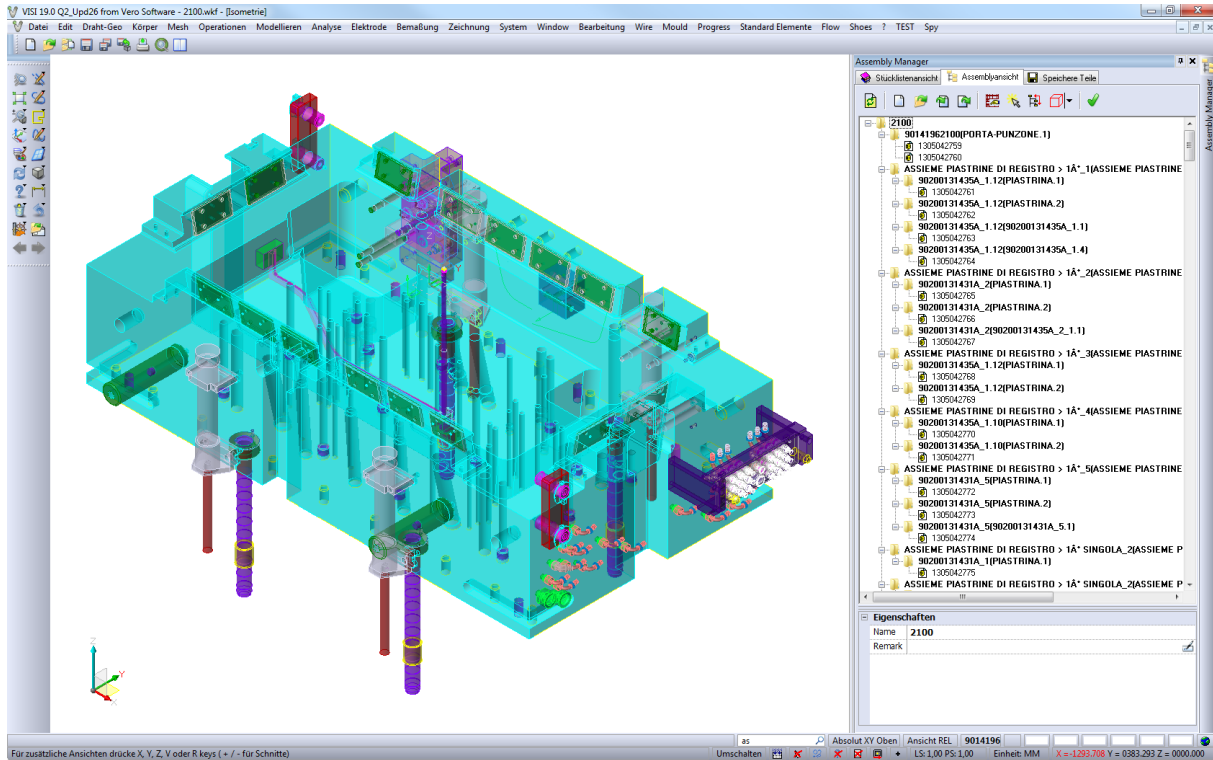 VISI 19.0 Q2_Upd26 from Vero Software - 2100.wkf - [Isometrie]
Datei Edit Draht-Geo Körper Mesh Operationen Modellieren Analyse Elektrode Bemaßung Zeichnung System Window Bearbeitung Wire Mould Progress Standard Elemente Flow Shoes ? TEST Spy
Assembly Manager
Stücklistenansicht Assemblyansicht Speichere Teile
Assembly Manager
2100
90141962100(PORTA-PUNZONE.1)
1305042759
1305042760
ASSIEME PIASTRINE DI REGISTRO > 1Â°_1(ASSIEME PIASTRINE
90200131435A_1.12(PIASTRINA.1)
1305042761
90200131435A_1.12(PIASTRINA.2)
1305042762
90200131435A_1.12(90200131435A_1.1)
1305042763
90200131435A_1.12(90200131435A_1.4)
1305042764
ASSIEME PIASTRINE DI REGISTRO > 1Â°_2(ASSIEME PIASTRINE
90200131431A_2(PIASTRINA.1)
1305042765
90200131431A_2(PIASTRINA.2)
1305042766
90200131431A_2(90200131435A_2_1.1)
1305042767
ASSIEME PIASTRINE DI REGISTRO > 1Â°_3(ASSIEME PIASTRINE
90200131435A_1.12(PIASTRINA.1)
1305042768
90200131435A_1.12(PIASTRINA.2)
1305042769
ASSIEME PIASTRINE DI REGISTRO > 1Â°_4(ASSIEME PIASTRINE
90200131435A_1.10(PIASTRINA.1)
1305042770
90200131435A_1.10(PIASTRINA.2)
1305042771
ASSIEME PIASTRINE DI REGISTRO > 1Â°_5(ASSIEME PIASTRINE
90200131431A_5(PIASTRINA.1)
1305042772
90200131431A_5(PIASTRINA.2)
1305042773
90200131431A_5(90200131431A_5.1)
1305042774
ASSIEME PIASTRINE DI REGISTRO > 1Â° SINGOLA_2(ASSIEME P
90200131431A_1(PIASTRINA.1)
1305042775
ASSIEME PIASTRINE DI REGISTRO > 1Â° SINGOLA_2(ASSIEME P
Eigenschaften
Name 2100
Remark
Z
Y
X
Z
Y
as Absolut XY Oben Ansicht REL 9014196
Für zusätzliche Ansichten drücke X, Y, Z, V oder R keys ( + / - für Schnitte) Umschalten LS: 1,00 PS: 1,00 Einheit: MM X = -1293.708 Y = 0383.293 Z = 0000.000